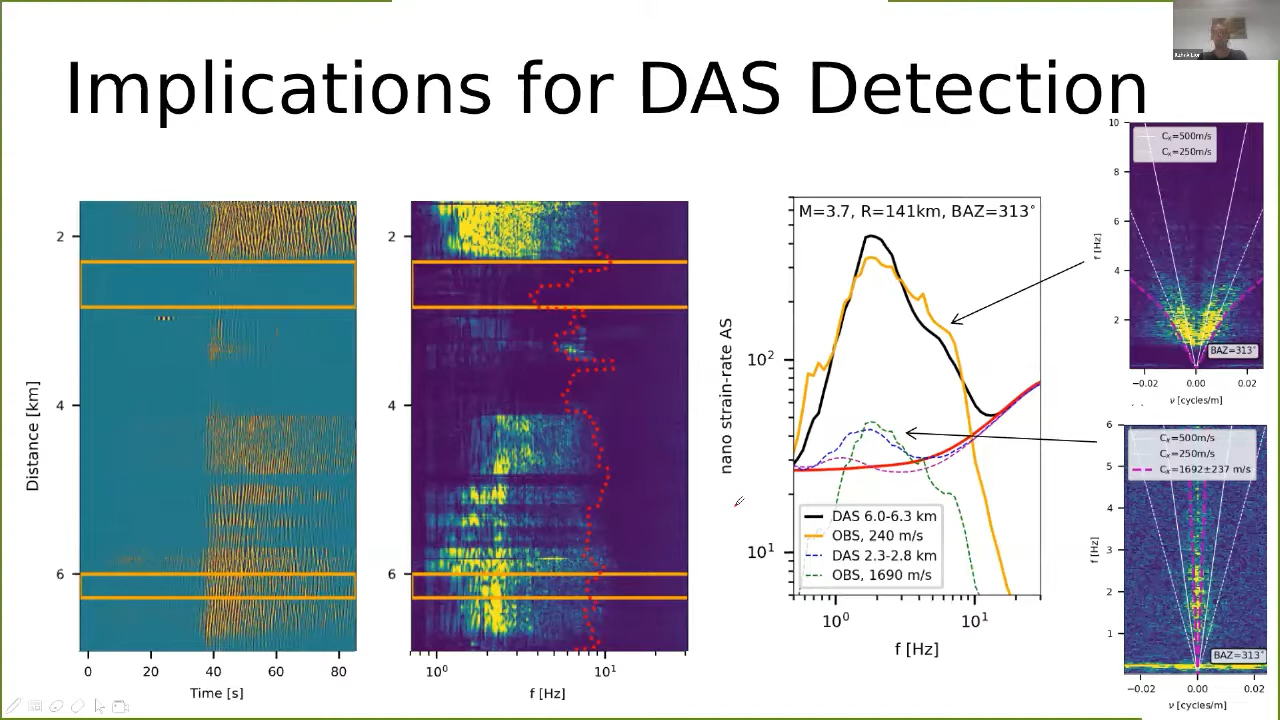 Implications for DAS Detection
2
4
6
Distance [km]
0
20
40
60
80
Time [s]
2
4
6
10⁰
10¹
f [Hz]
M=3.7, R=141km, BAZ=313°
10²
10¹
nano strain-rate AS
DAS 6.0-6.3 km
OBS, 240 m/s
DAS 2.3-2.8 km
OBS, 1690 m/s
10⁰
10¹
f [Hz]
10
8
6
4
2
f [Hz]
Cₓ=500m/s
Cₓ=250m/s
BAZ=313°
−0.02
0.00
0.02
ν [cycles/m]
6
5
4
3
2
1
f [Hz]
Cₓ=500m/s
Cₓ=250m/s
Cₓ=1692±237 m/s
BAZ=313°
−0.02
0.00
0.02
ν [cycles/m]